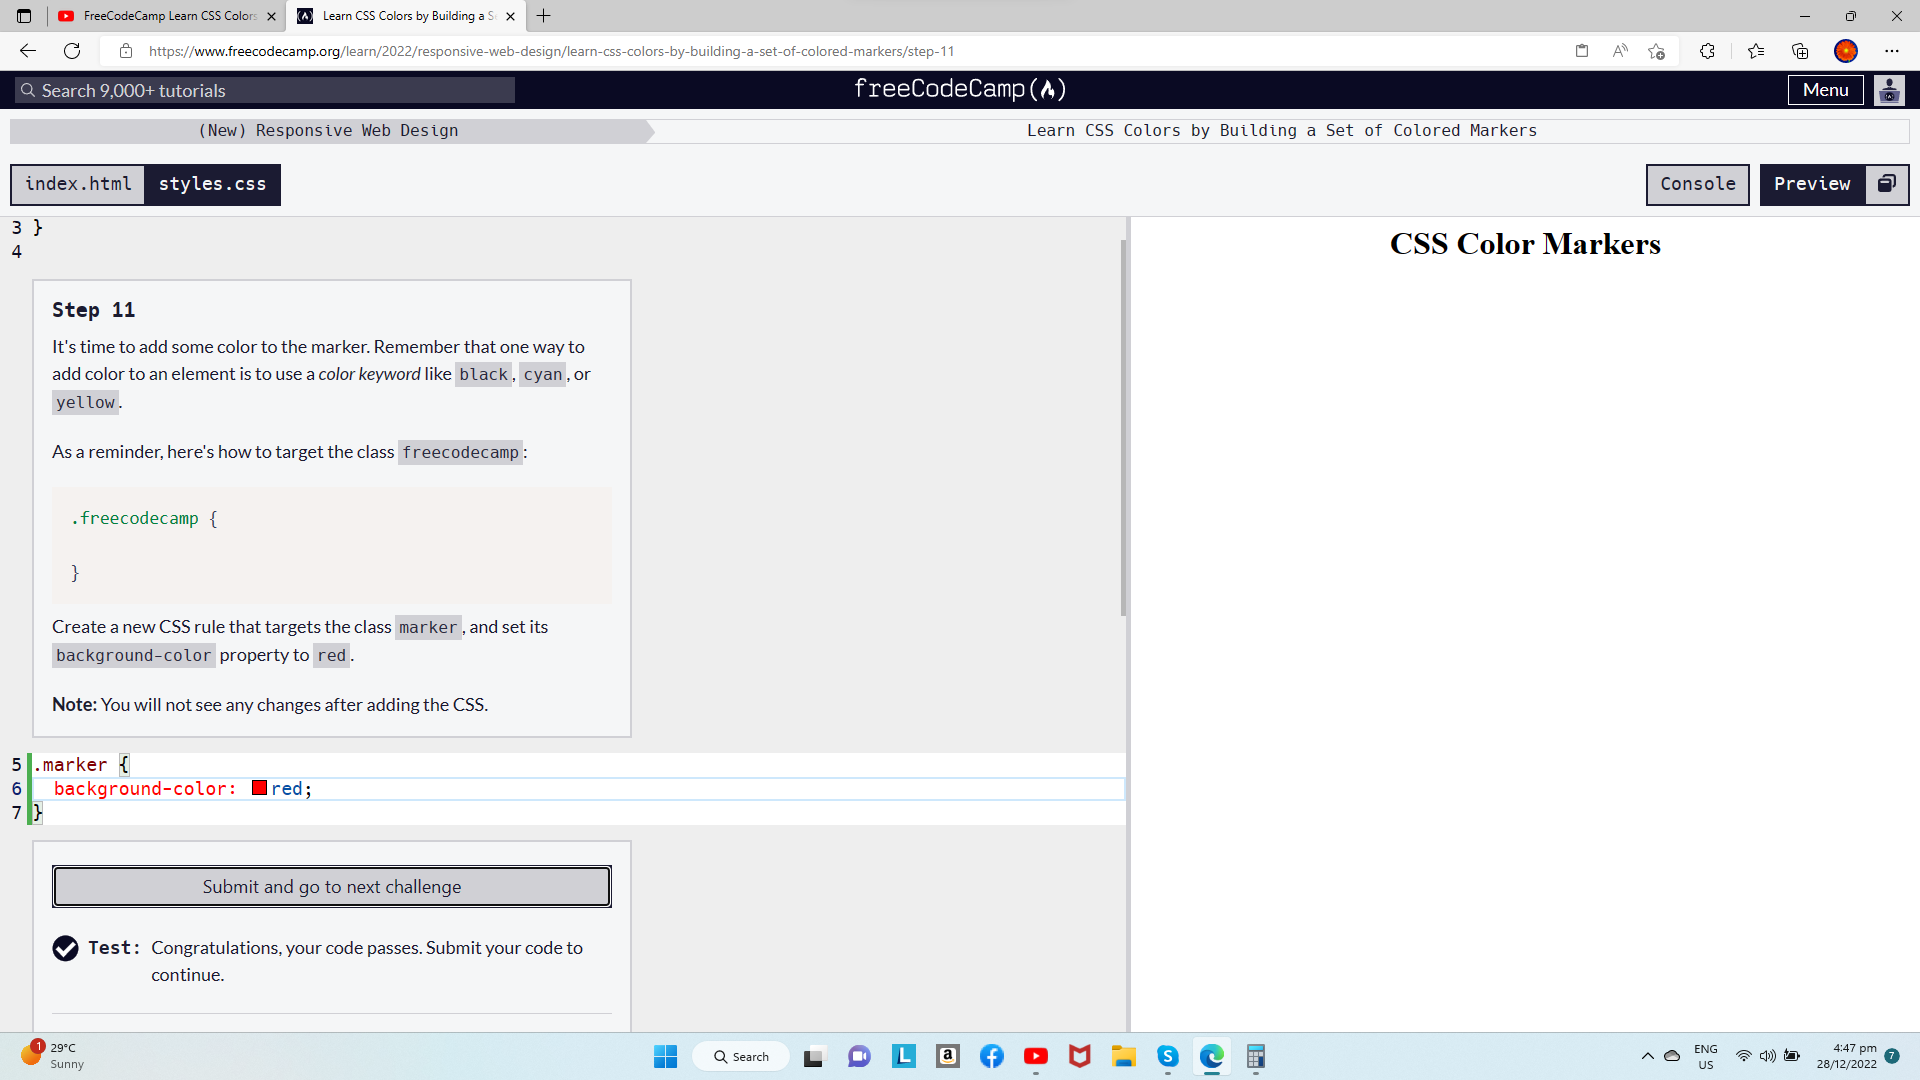 FreeCodeCamp Learn CSS Colors
Learn CSS Colors by Building a Se
https://www.freecodecamp.org/learn/2022/responsive-web-design/learn-css-colors-by-building-a-set-of-colored-markers/step-11
Search 9,000+ tutorials
freeCodeCamp
Menu
(New) Responsive Web Design
Learn CSS Colors by Building a Set of Colored Markers
index.html
styles.css
Console
Preview
3 }
4
CSS Color Markers
Step 11
It's time to add some color to the marker. Remember that one way to
add color to an element is to use a color keyword like black, cyan, or
yellow.
As a reminder, here's how to target the class freecodecamp:
.freecodecamp {
}
Create a new CSS rule that targets the class marker, and set its
background-color property to red.
Note: You will not see any changes after adding the CSS.
5 .marker {
6 background-color: red;
7 }
Submit and go to next challenge
Test: Congratulations, your code passes. Submit your code to
continue.
1
29°C
Sunny
Search
ENG
US
4:47 pm
28/12/2022
7